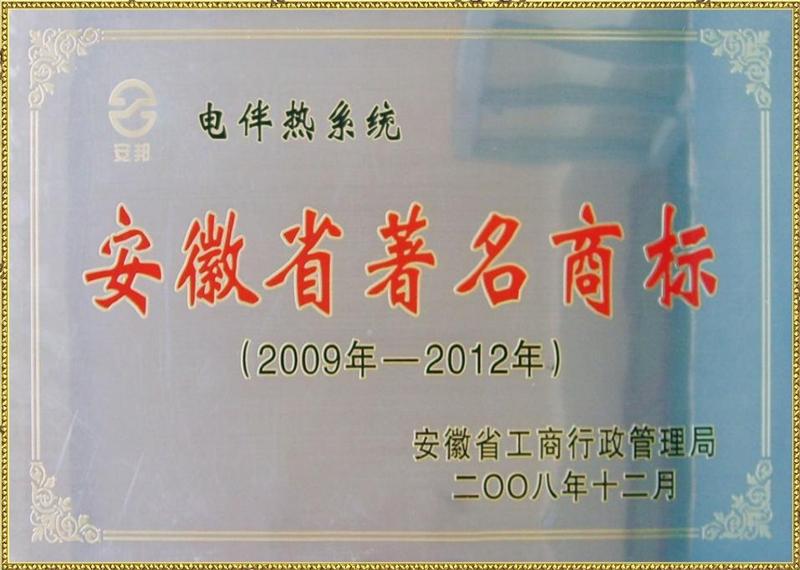 安邦
电伴热系统
安徽省著名商标
(2009年—2012年)
安徽省工商行政管理局
二〇〇八年十二月